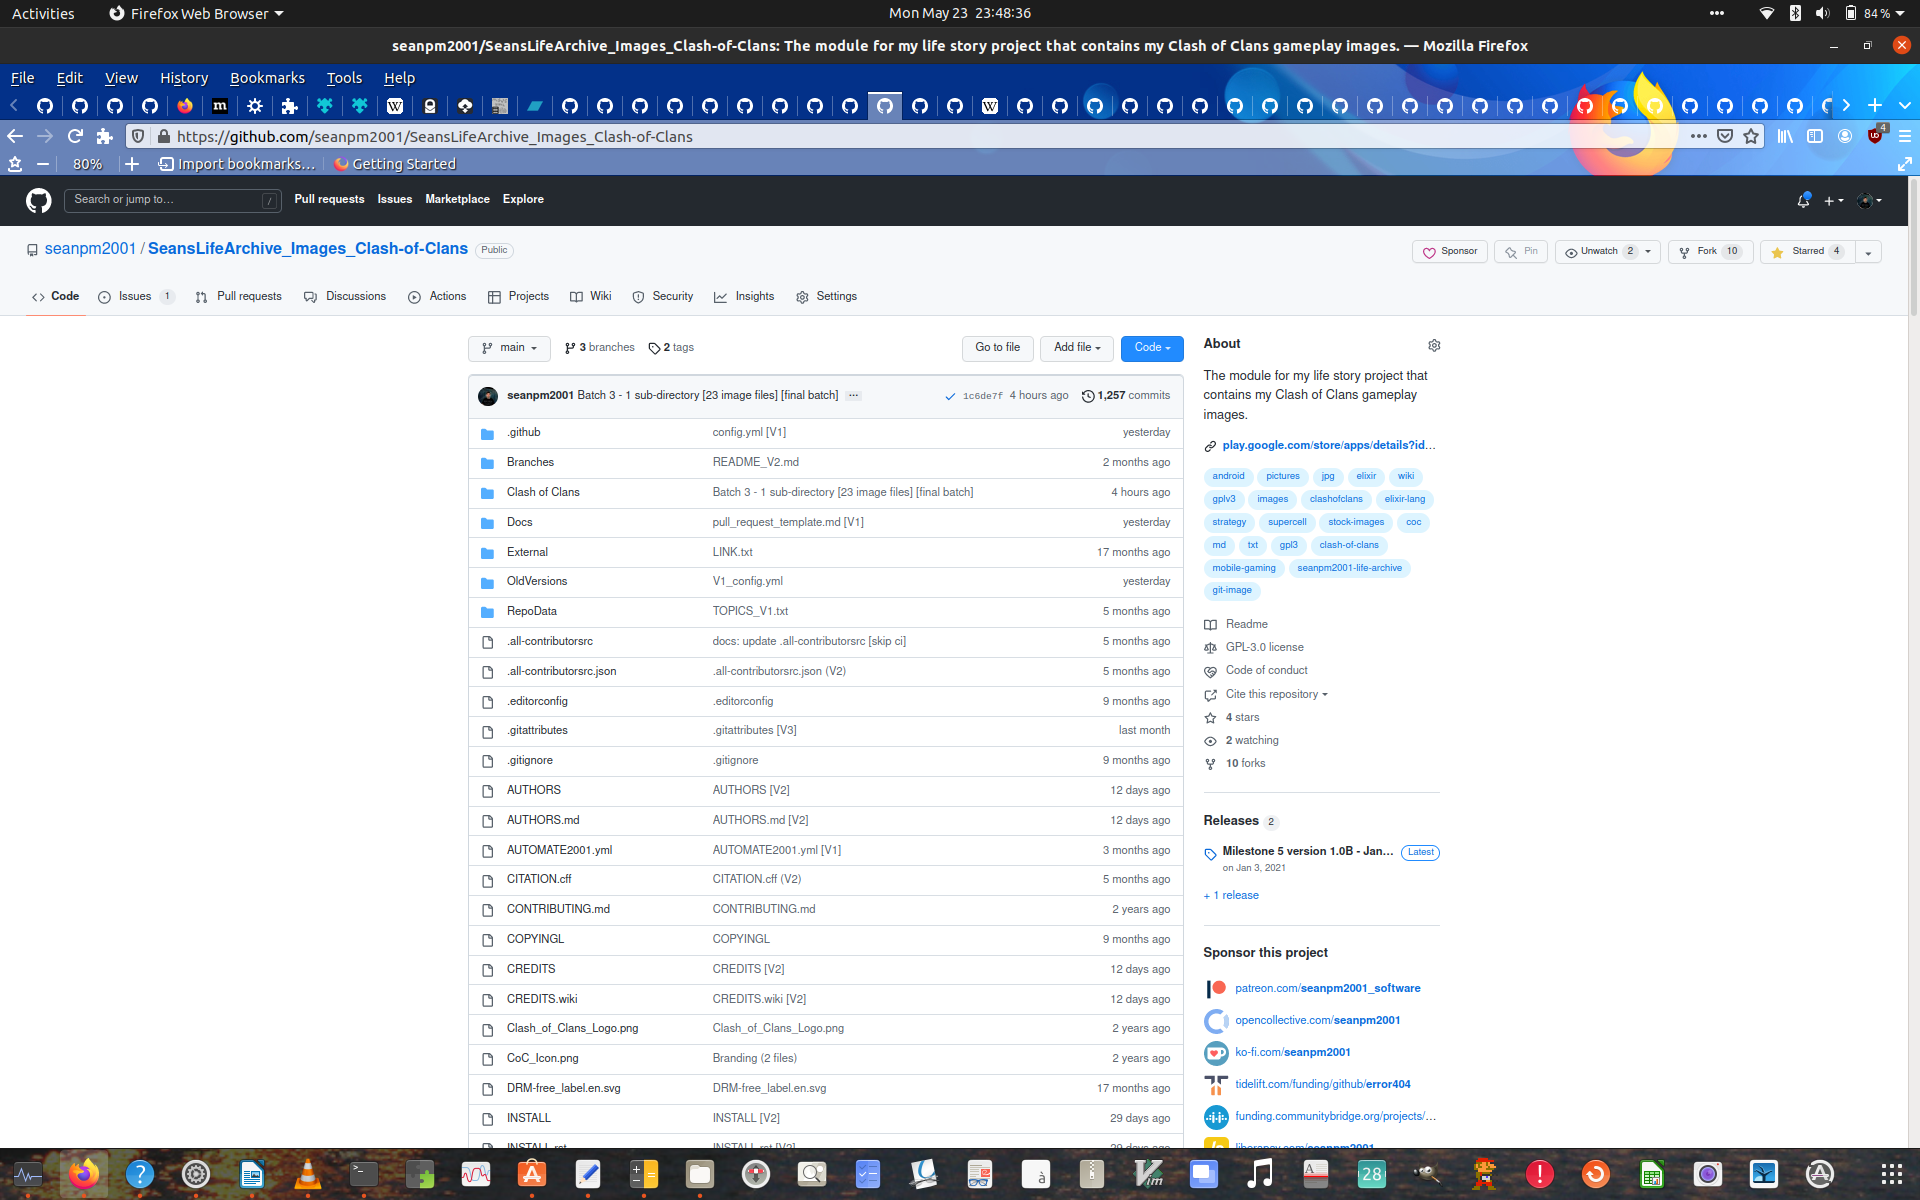 Activities Firefox Web Browser Mon May 23 23:48:36 84 %
seanpm2001/SeansLifeArchive_Images_Clash-of-Clans: The module for my life story project that contains my Clash of Clans gameplay images. — Mozilla Firefox
File Edit View History Bookmarks Tools Help
https://github.com/seanpm2001/SeansLifeArchive_Images_Clash-of-Clans 4
80% Import bookmarks... Getting Started
Search or jump to... / Pull requests Issues Marketplace Explore
seanpm2001 / SeansLifeArchive_Images_Clash-of-Clans Public Sponsor Pin Unwatch 2 Fork 10 Starred 4
Code Issues 1 Pull requests Discussions Actions Projects Wiki Security Insights Settings
main 3 branches 2 tags Go to file Add file Code
seanpm2001 Batch 3 - 1 sub-directory [23 image files] [final batch] ... 1c6de7f 4 hours ago 1,257 commits
.github config.yml [V1] yesterday
Branches README_V2.md 2 months ago
Clash of Clans Batch 3 - 1 sub-directory [23 image files] [final batch] 4 hours ago
Docs pull_request_template.md [V1] yesterday
External LINK.txt 17 months ago
OldVersions V1_config.yml yesterday
RepoData TOPICS_V1.txt 5 months ago
.all-contributorsrc docs: update .all-contributorsrc [skip ci] 5 months ago
.all-contributorsrc.json .all-contributorsrc.json (V2) 5 months ago
.editorconfig .editorconfig 9 months ago
.gitattributes .gitattributes [V3] last month
.gitignore .gitignore 9 months ago
AUTHORS AUTHORS [V2] 12 days ago
AUTHORS.md AUTHORS.md [V2] 12 days ago
AUTOMATE2001.yml AUTOMATE2001.yml [V1] 3 months ago
CITATION.cff CITATION.cff (V2) 5 months ago
CONTRIBUTING.md CONTRIBUTING.md 2 years ago
COPYINGL COPYINGL 9 months ago
CREDITS CREDITS [V2] 12 days ago
CREDITS.wiki CREDITS.wiki [V2] 12 days ago
Clash_of_Clans_Logo.png Clash_of_Clans_Logo.png 2 years ago
CoC_Icon.png Branding (2 files) 2 years ago
DRM-free_label.en.svg DRM-free_label.en.svg 17 months ago
INSTALL INSTALL [V2] 29 days ago
INSTALL.rst INSTALL.rst [V2] 29 days ago
About
The module for my life story project that
contains my Clash of Clans gameplay
images.
play.google.com/store/apps/details?id...
android pictures jpg elixir wiki
gplv3 images clashofclans elixir-lang
strategy supercell stock-images coc
md txt gpl3 clash-of-clans
mobile-gaming seanpm2001-life-archive
git-image
Readme
GPL-3.0 license
Code of conduct
Cite this repository
4 stars
2 watching
10 forks
Releases 2
Milestone 5 version 1.0B - Jan... Latest
on Jan 3, 2021
+ 1 release
Sponsor this project
patreon.com/seanpm2001_software
opencollective.com/seanpm2001
ko-fi.com/seanpm2001
tidelift.com/funding/github/error404
funding.communitybridge.org/projects/...
liberapay.com/seanpm2001
28